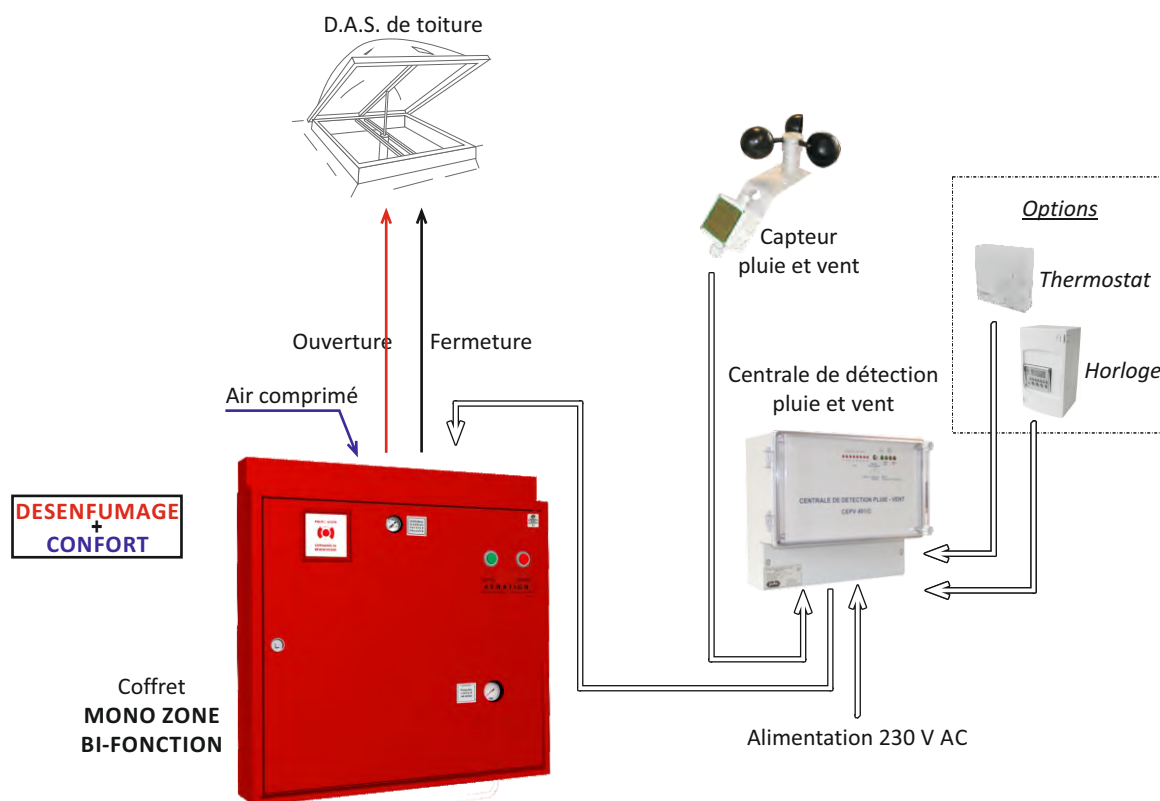 D.A.S. de toiture
Capteur
pluie et vent
Options
Thermostat
Horloge
Ouverture
Fermeture
Air comprimé
Centrale de détection
pluie et vent
CENTRALE DE DETECTION PLUIE - VENT
DESENFUMAGE
+
CONFORT
Coffret
MONO ZONE
BI-FONCTION
Alimentation 230 V AC